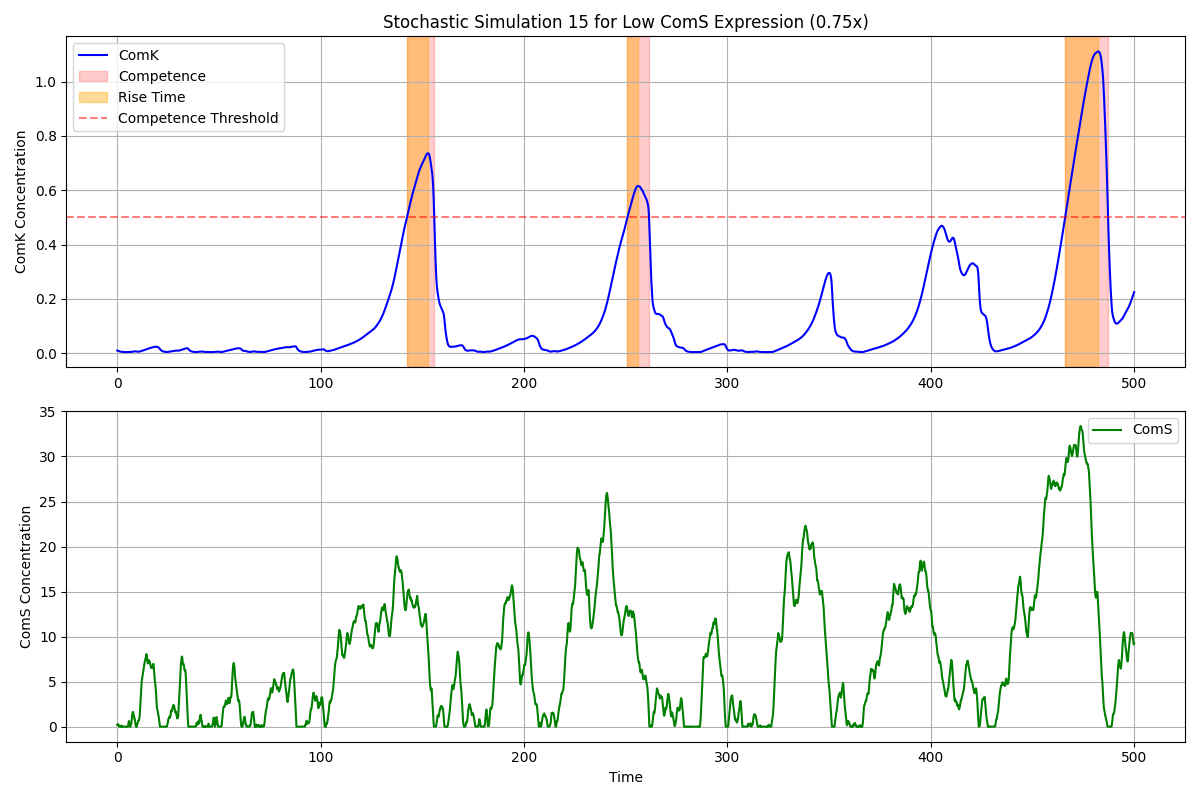 Stochastic Simulation 15 for Low ComS Expression (0.75x)
ComK
Competence
Rise Time
Competence Threshold
ComK Concentration
1.0
0.8
0.6
0.4
0.2
0.0
0 100 200 300 400 500
ComS
ComS Concentration
35
30
25
20
15
10
5
0
0 100 200 300 400 500
Time